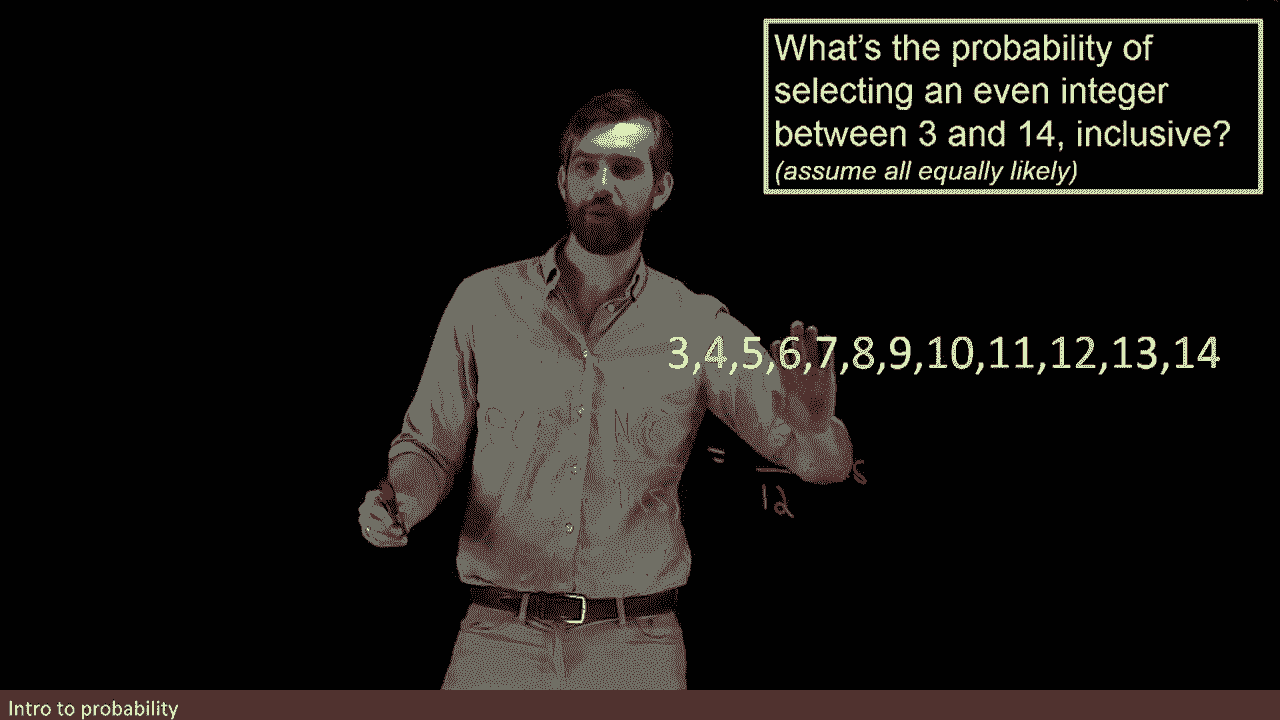 What's the probability of
selecting an even integer
between 3 and 14, inclusive?
(assume all equally likely)
3,4,5,6,7,8,9,10,11,12,13,14
=
12
Intro to probability